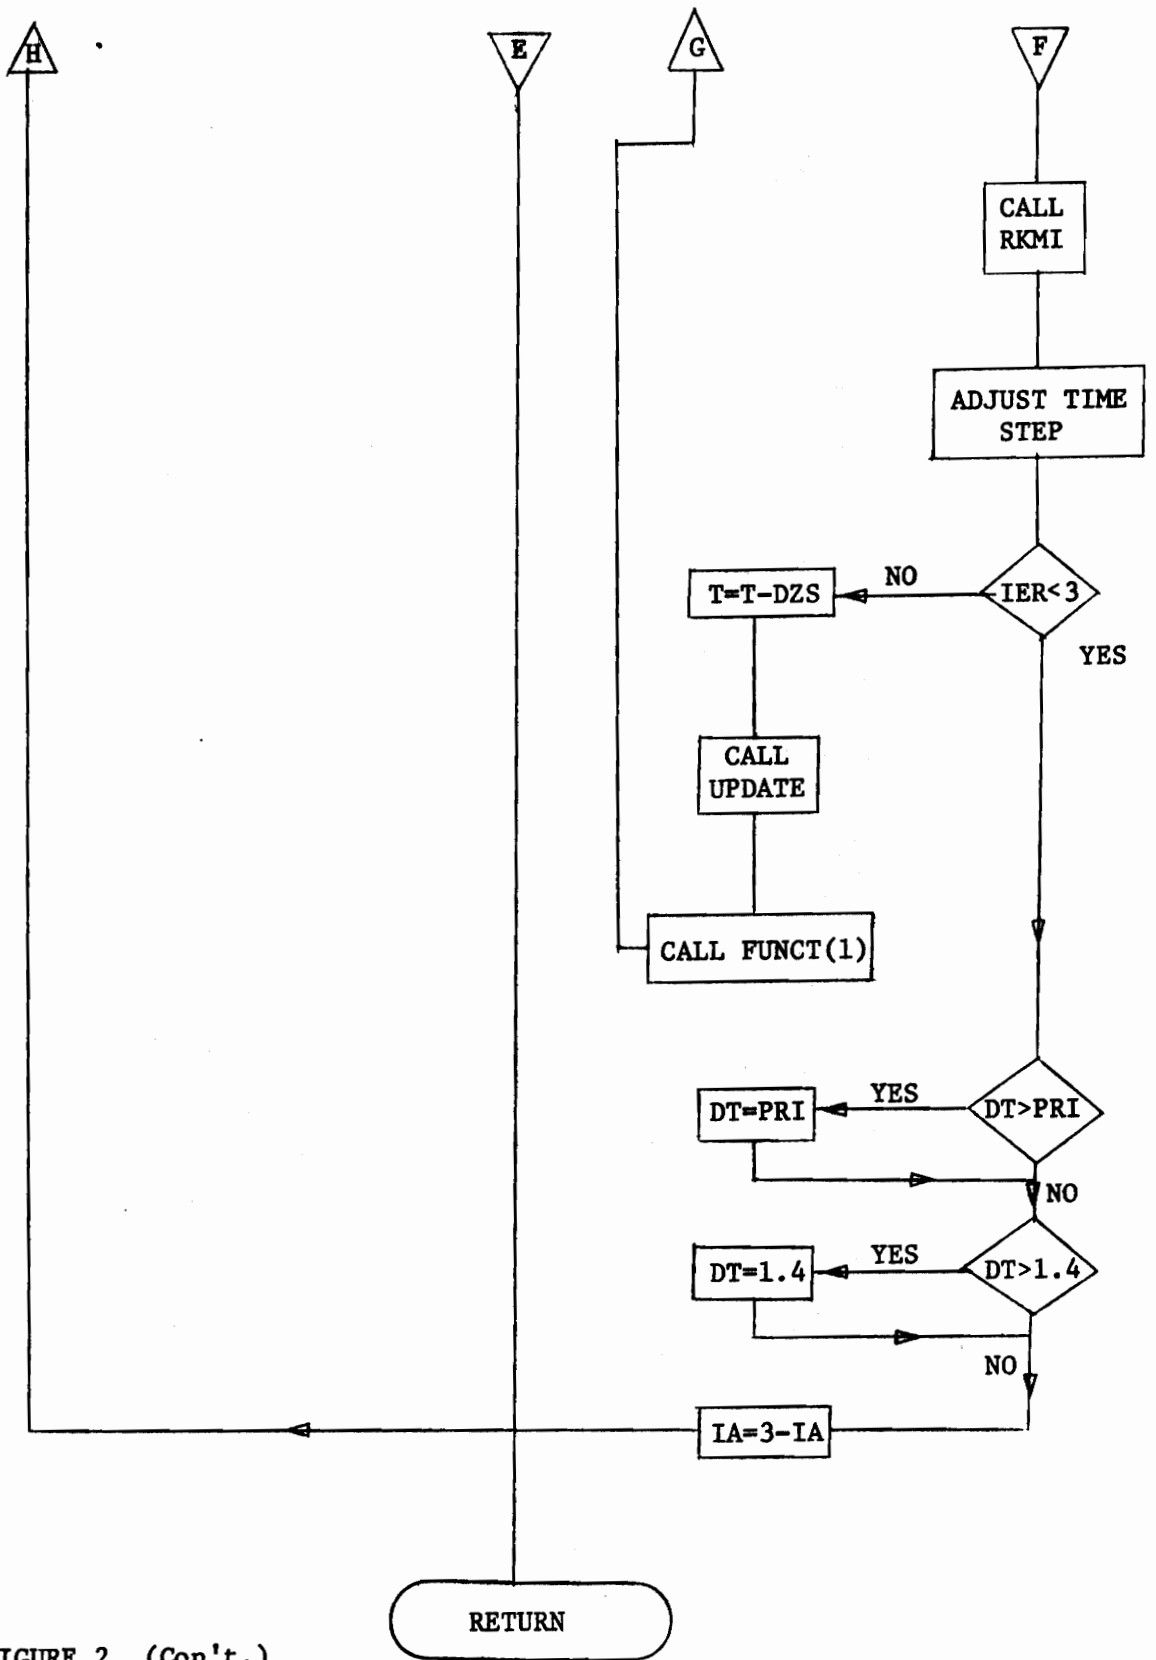 H
E
G
F
CALL
RKMI
ADJUST TIME
STEP
T=T-DZS
NO
IER<3
YES
CALL
UPDATE
CALL FUNCT(1)
DT=PRI
YES
DT>PRI
NO
DT=1.4
YES
DT>1.4
NO
IA=3-IA
RETURN
IGURE 2 (Con't.)